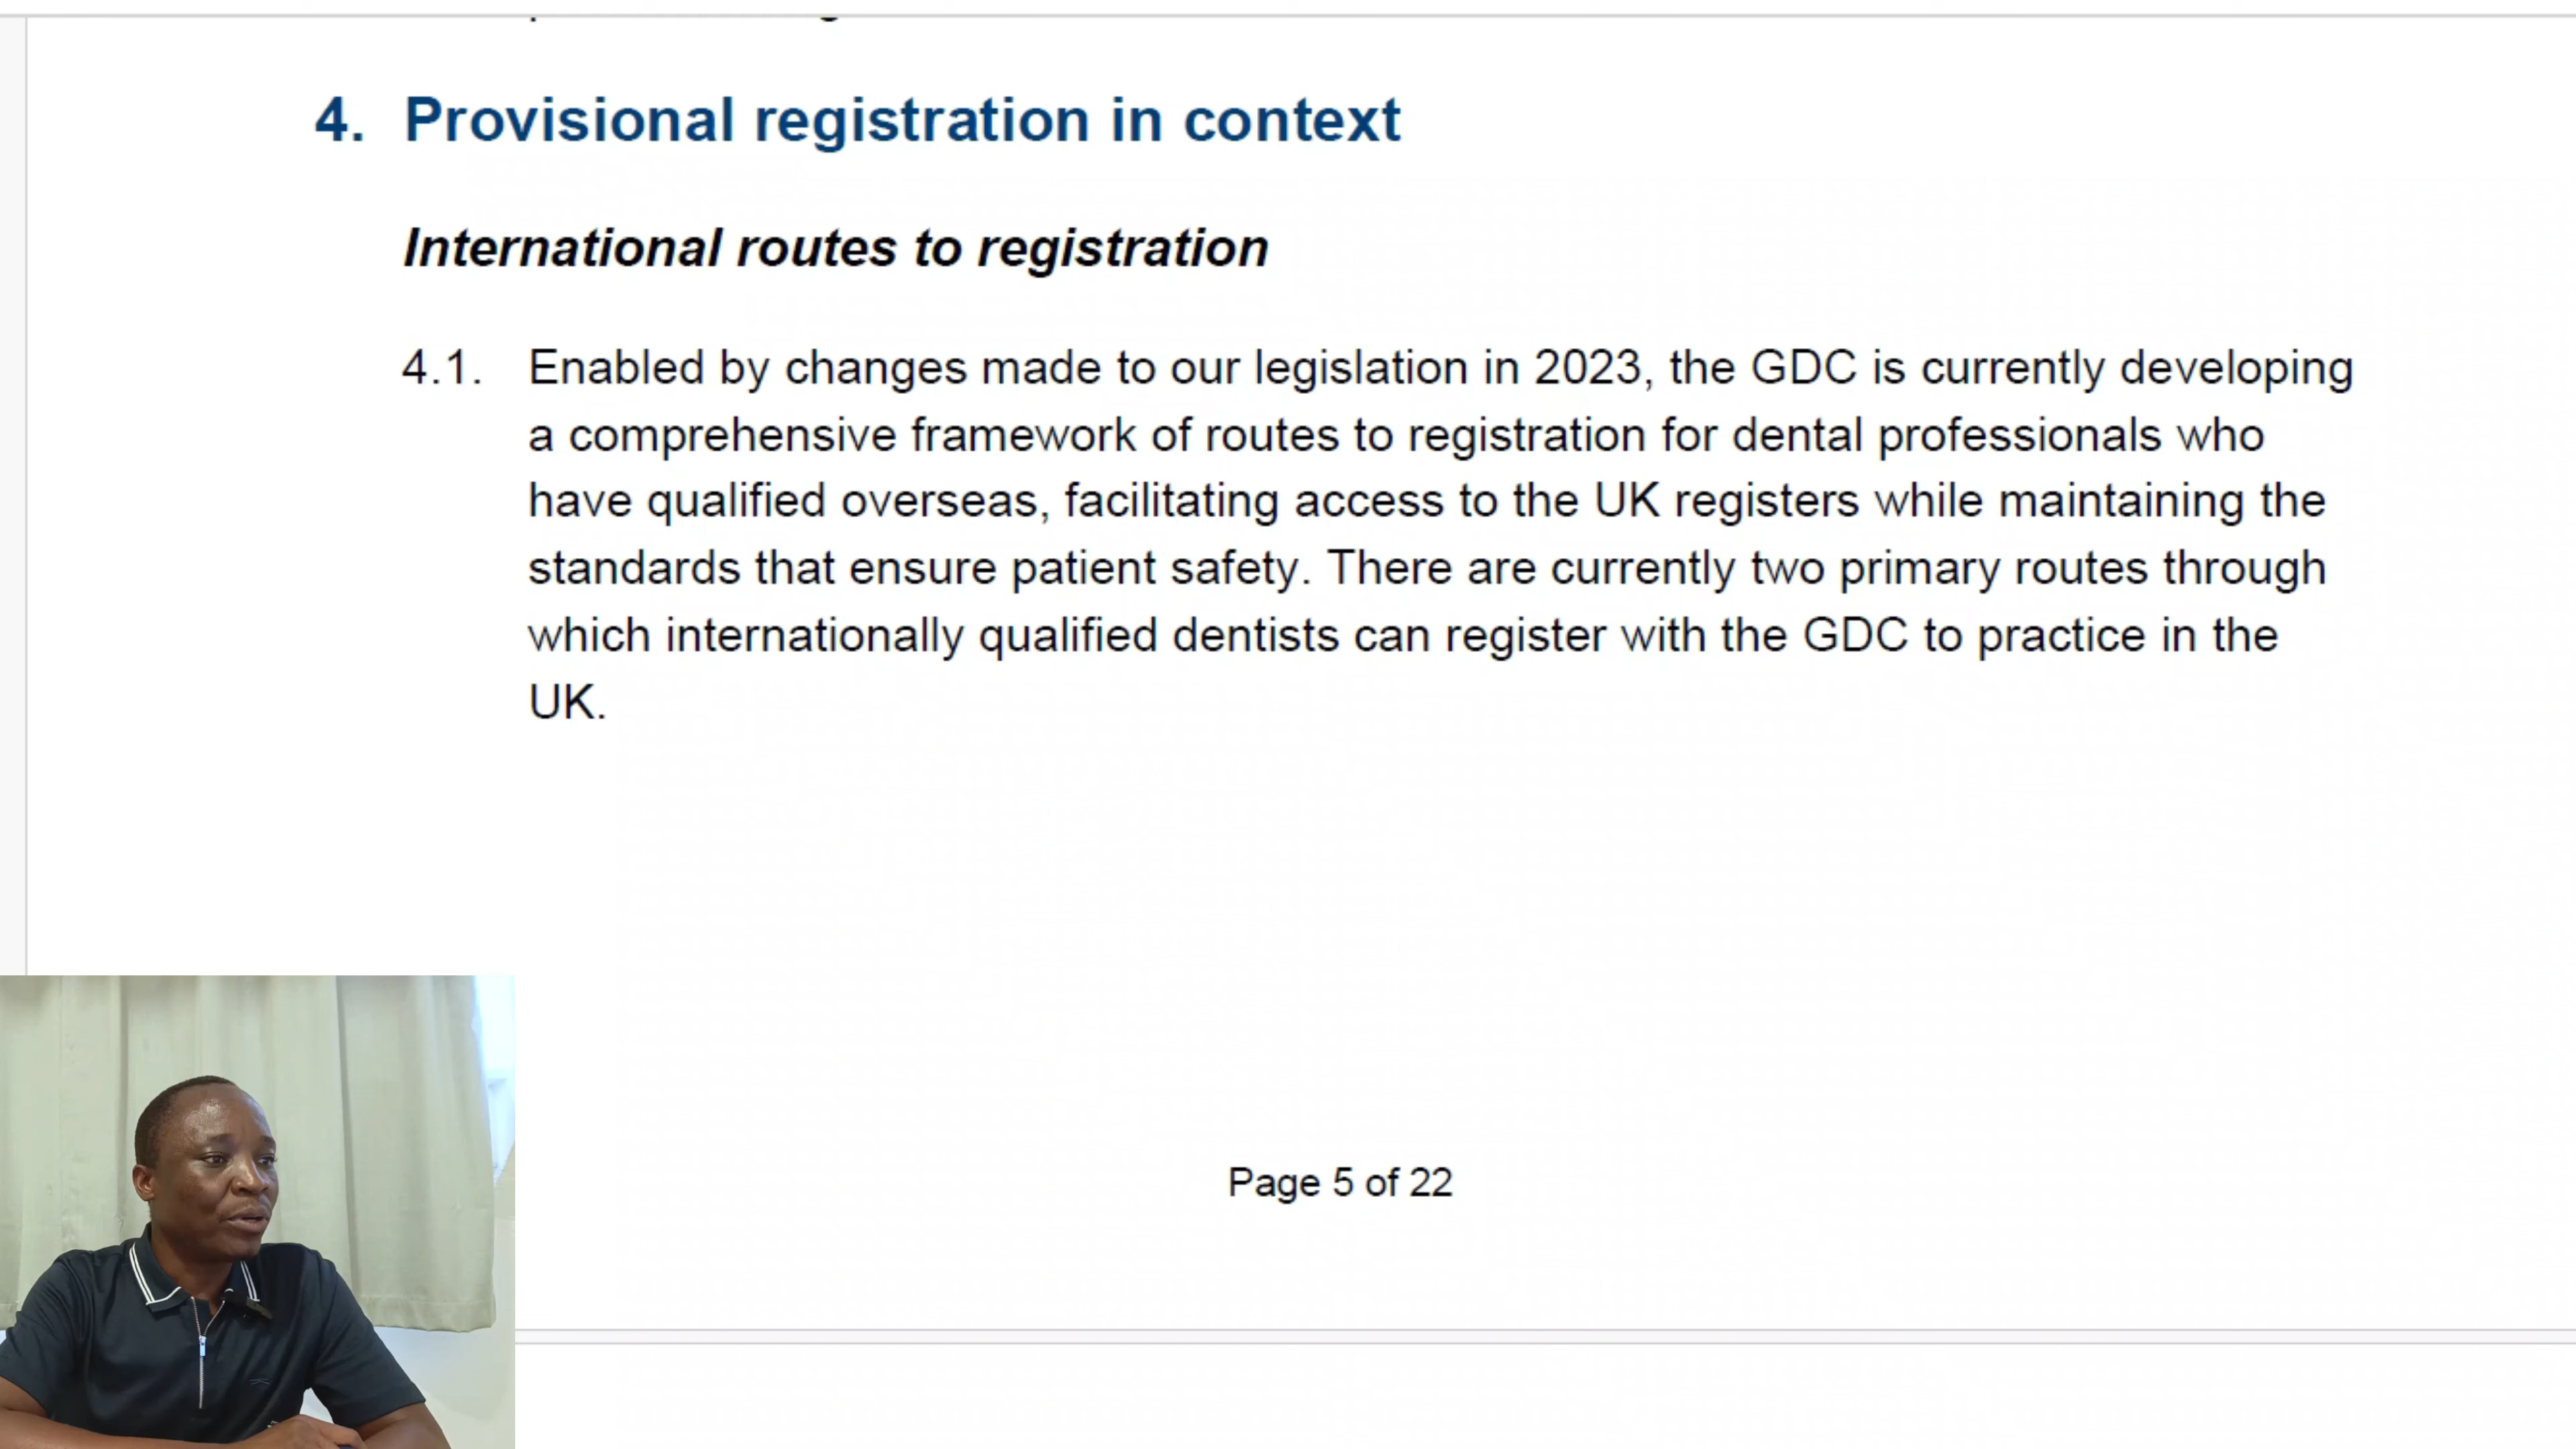 4. Provisional registration in context
International routes to registration
4.1. Enabled by changes made to our legislation in 2023, the GDC is currently developing
a comprehensive framework of routes to registration for dental professionals who
have qualified overseas, facilitating access to the UK registers while maintaining the
standards that ensure patient safety. There are currently two primary routes through
which internationally qualified dentists can register with the GDC to practice in the
UK.
Page 5 of 22